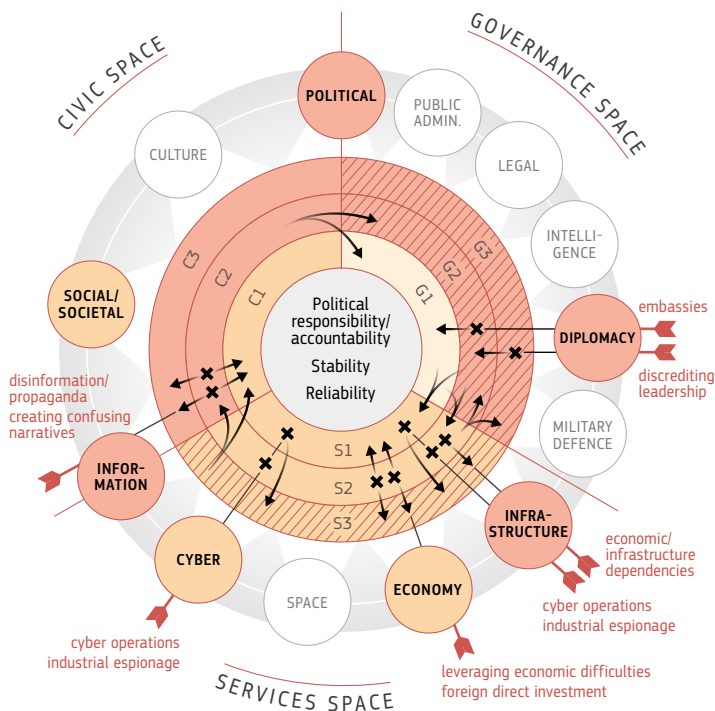 CIVIC SPACE
GOVERNANCE SPACE
POLITICAL
PUBLIC
ADMIN.
CULTURE
LEGAL
INTELLI-
GENCE
SOCIAL/
SOCIETAL
C3
C2
C1
G1
G2
G3
Political
responsibility/
accountability
Stability
Reliability
embassies
DIPLOMACY
discrediting
leadership
disinformation/
propaganda
creating confusing
narratives
MILITARY
DEFENCE
INFOR-
MATION
S1
S2
S3
INFRA-
STRUCTURE
economic/
infrastructure
dependencies
CYBER
SPACE
ECONOMY
cyber operations
industrial espionage
cyber operations
industrial espionage
leveraging economic difficulties
foreign direct investment
SERVICES SPACE